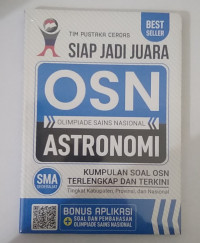 TIM PUSTAKA CERDAS
BEST
SELLER
SIAP JADI JUARA
OSN
OLIMPIADE SAINS NASIONAL
ASTRONOMI
SMA
KUMPULAN SOAL OSN
TERLENGKAP DAN TERKINI
Tingkat Kabupaten, Provinsi, dan Nasional
BONUS APLIKASI
+ SOAL DAN PEMBAHASAN
OLIMPIADE SAINS NASIONAL